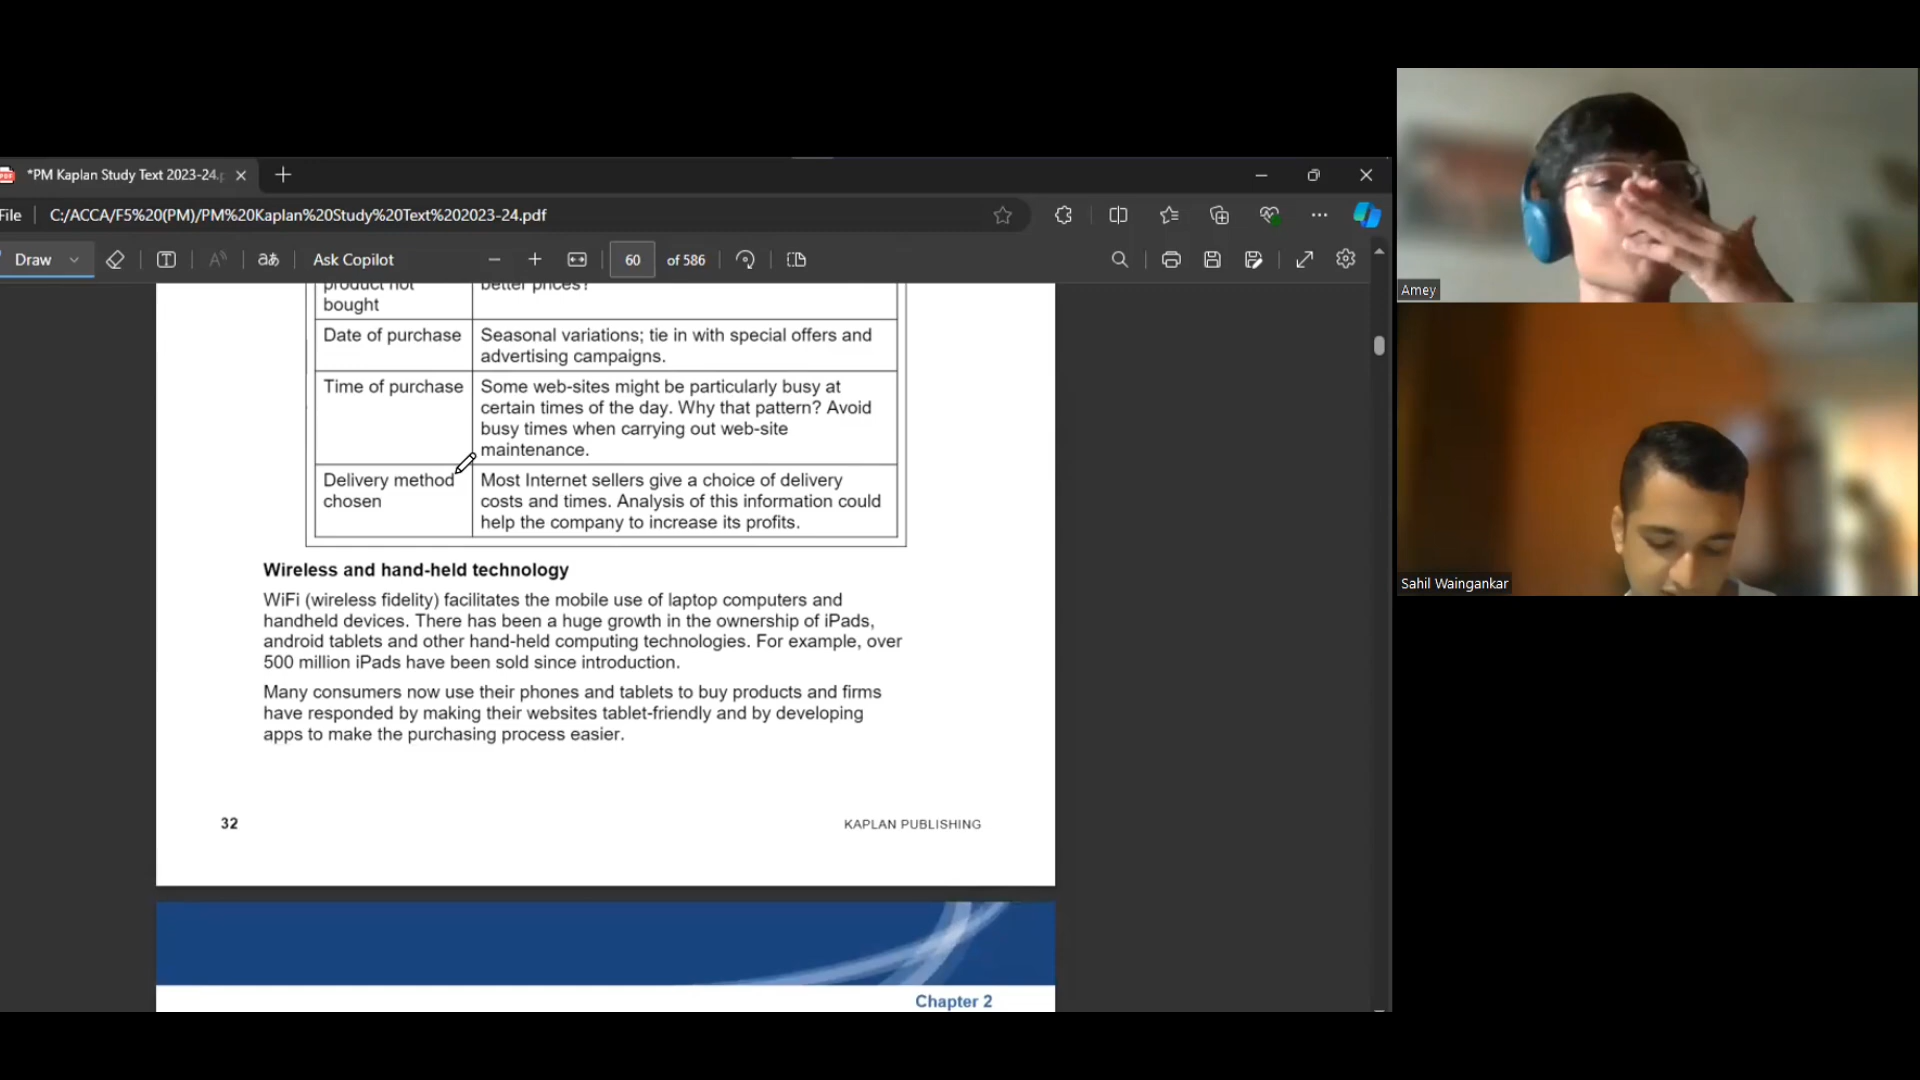 *PM Kaplan Study Text 2023-24.p
File
C:/ACCA/F5%20(PM)/PM%20Kaplan%20Study%20Text%202023-24.pdf
Draw
aあ
Ask Copilot
60
of 586
product not
bought
better prices?
Date of purchase
Seasonal variations; tie in with special offers and
advertising campaigns.
Time of purchase
Some web-sites might be particularly busy at
certain times of the day. Why that pattern? Avoid
busy times when carrying out web-site
maintenance.
Delivery method
chosen
Most Internet sellers give a choice of delivery
costs and times. Analysis of this information could
help the company to increase its profits.
Wireless and hand-held technology
WiFi (wireless fidelity) facilitates the mobile use of laptop computers and
handheld devices. There has been a huge growth in the ownership of iPads,
android tablets and other hand-held computing technologies. For example, over
500 million iPads have been sold since introduction.
Many consumers now use their phones and tablets to buy products and firms
have responded by making their websites tablet-friendly and by developing
apps to make the purchasing process easier.
32
KAPLAN PUBLISHING
Chapter 2
Amey
Sahil Waingankar